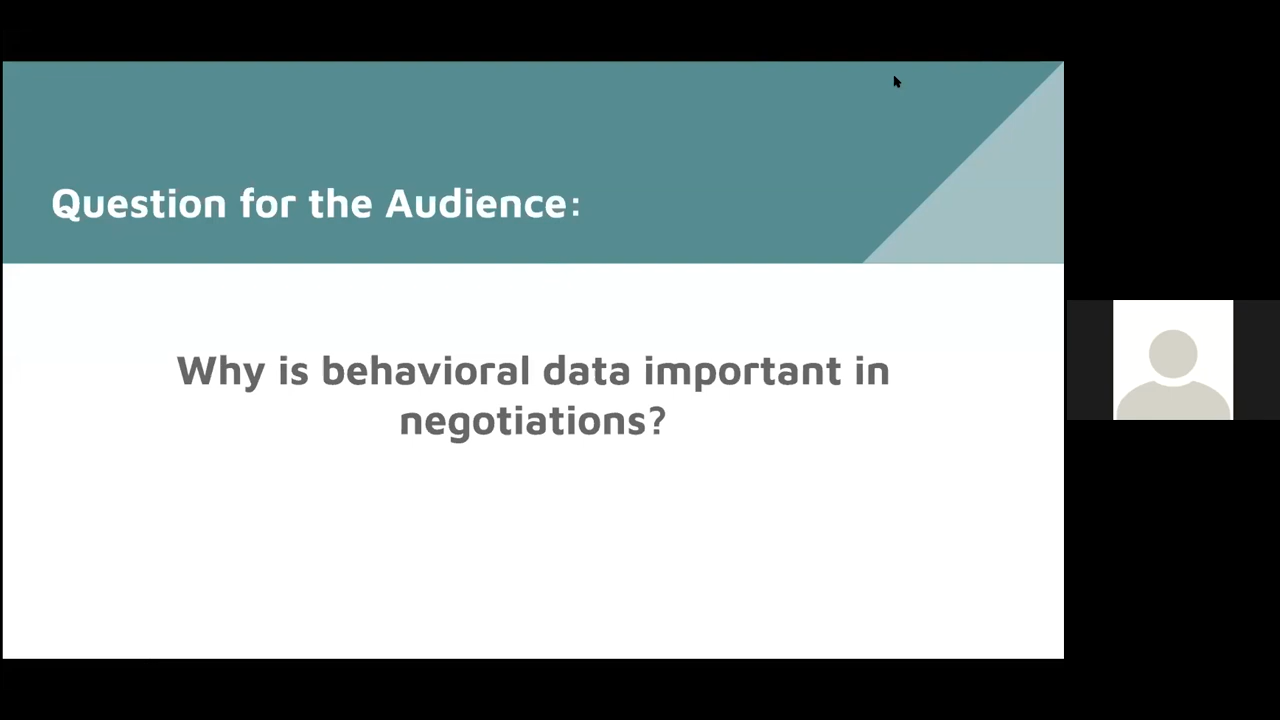 Question for the Audience:
Why is behavioral data important in
negotiations?